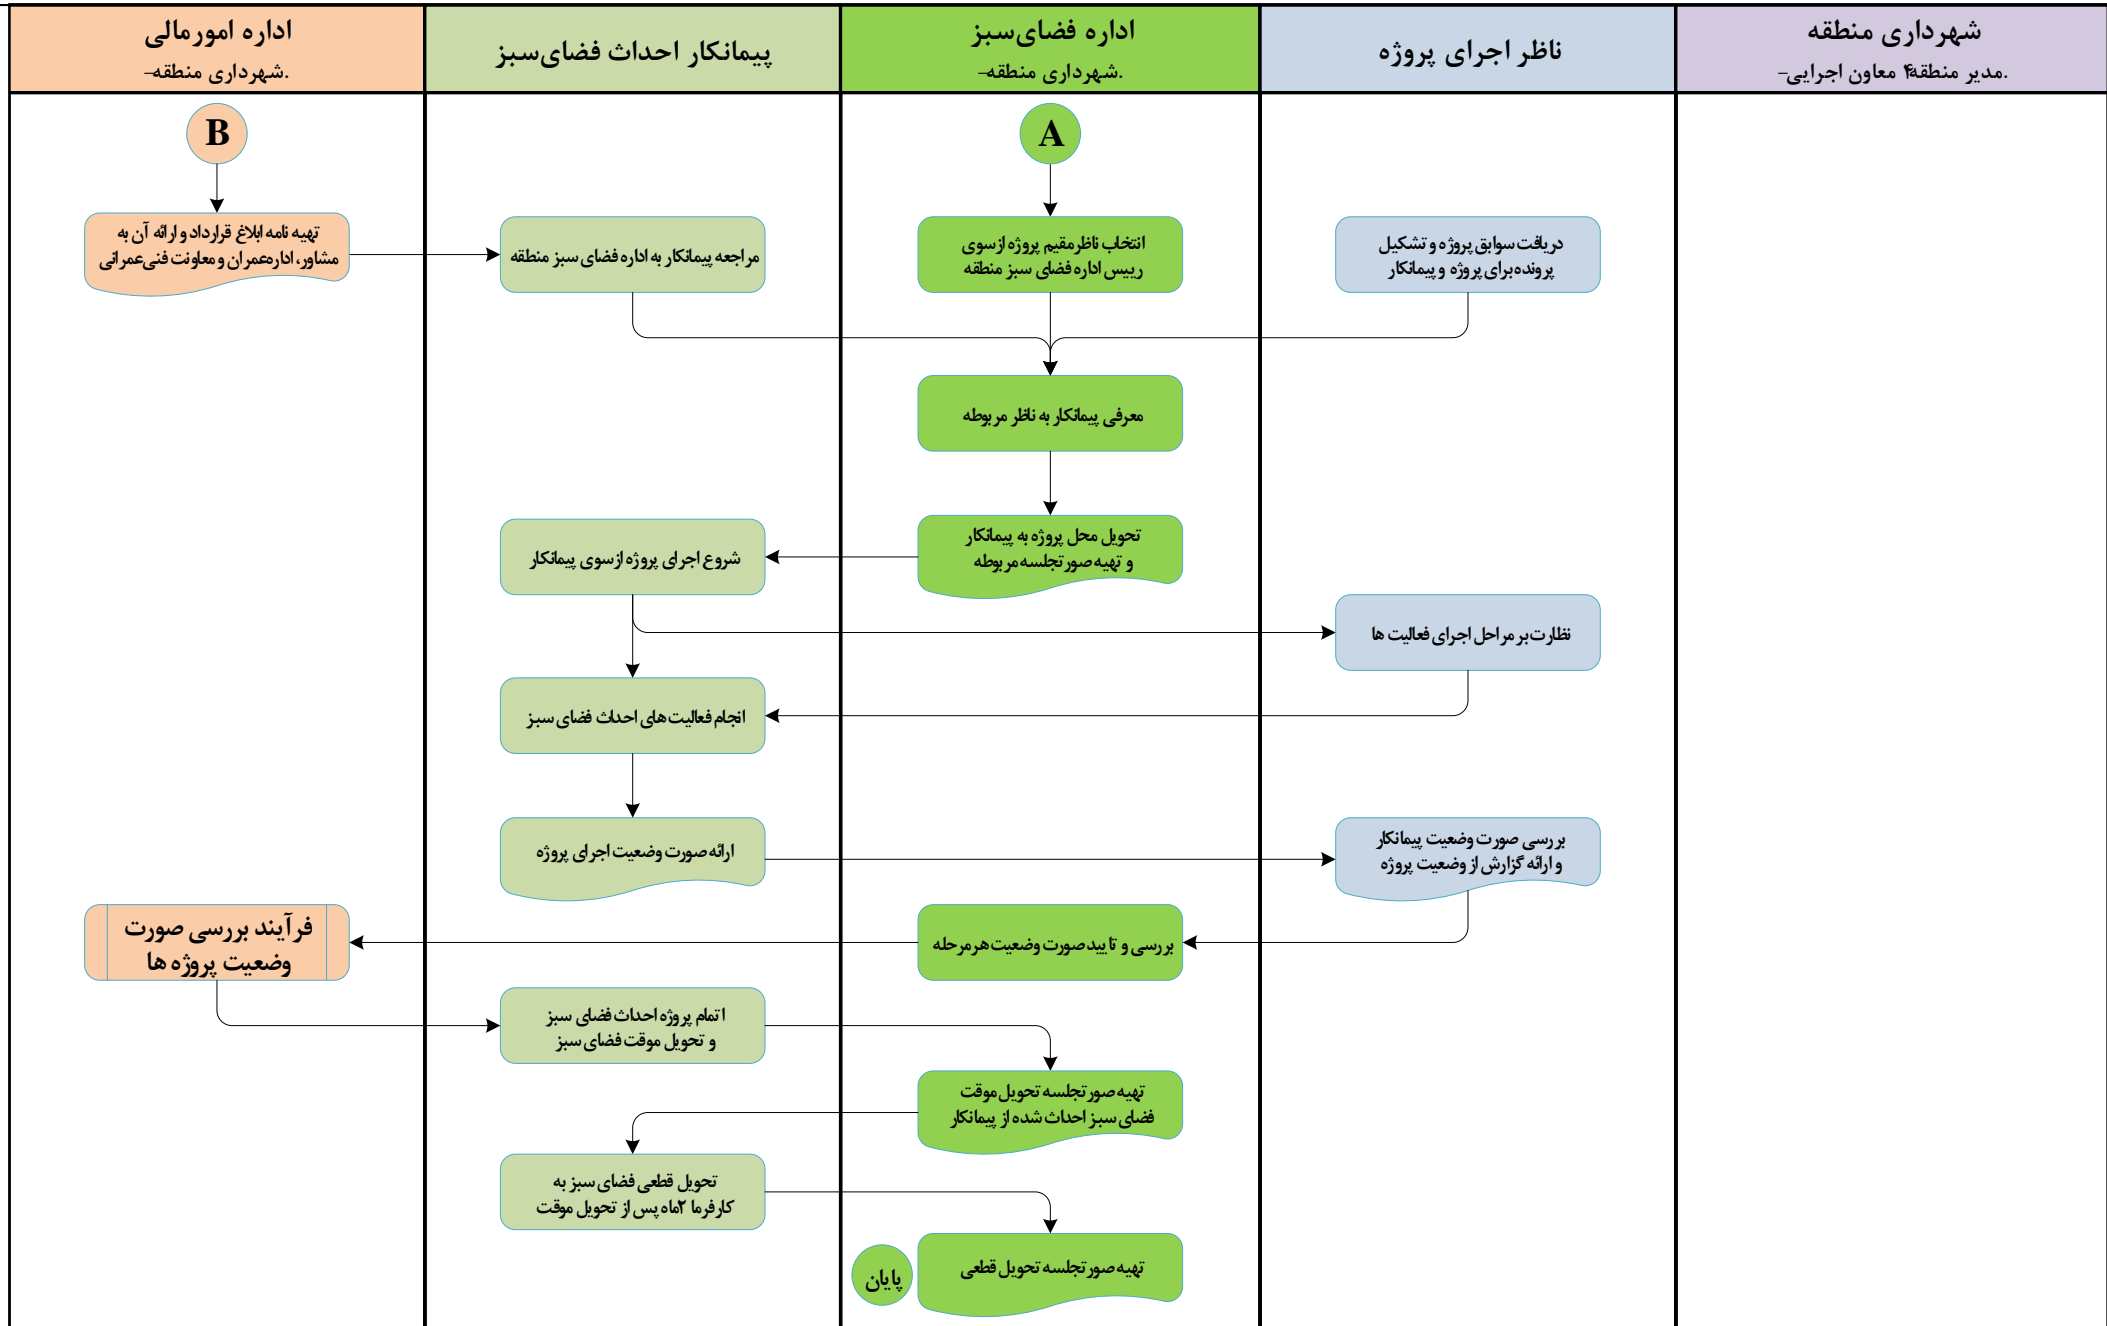 شهرداری منطقه
.مدیر منطقه۴ معاون اجرایی–
ناظر اجرای پروژه
اداره فضای‌سبز
.شهرداری منطقه–
پیمانکار احداث فضای‌سبز
اداره امورمالی
.شهرداری منطقه–
A
B
دریافت سوابق پروژه و تشکیل
پرونده برای پروژه و پیمانکار
انتخاب ناظر مقیم پروژه ازسوی
رییس اداره فضای سبز منطقه
مراجعه پیمانکار به اداره فضای سبز منطقه
تهیه نامه ابلاغ قرارداد و ارائه آن به
مشاور، اداره‌عمران و معاونت فنی‌عمرانی
معرفی پیمانکار به ناظر مربوطه
تحویل محل پروژه به پیمانکار
و تهیه صورتجلسه مربوطه
شروع اجرای پروژه ازسوی پیمانکار
نظارت بر مراحل اجرای فعالیت ها
انجام فعالیت های احداث فضای سبز
ارائه صورت وضعیت اجرای پروژه
بررسی صورت وضعیت پیمانکار
و ارائه گزارش از وضعیت پروژه
بررسی و تایید صورت وضعیت هر مرحله
فرآیند بررسی صورت
وضعیت پروژه ها
اتمام پروژه احداث فضای سبز
و تحویل موقت فضای سبز
تهیه صورتجلسه تحویل موقت
فضای سبز احداث شده از پیمانکار
تحویل قطعی فضای سبز به
کارفرما ۲ماه پس از تحویل موقت
تهیه صورتجلسه تحویل قطعی
پایان